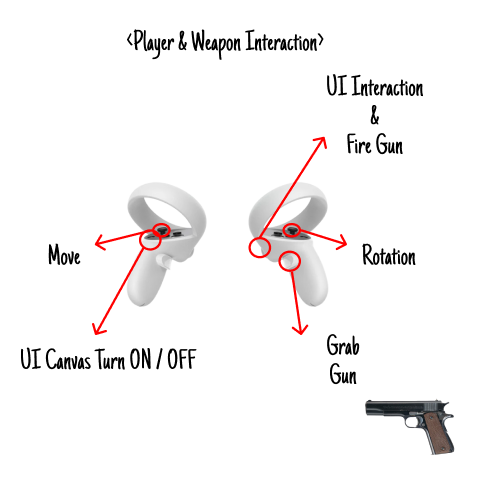 <Player & Weapon Interaction>
UI Interaction
&
Fire Gun
Move
Rotation
UI Canvas Turn ON / OFF
Grab
Gun